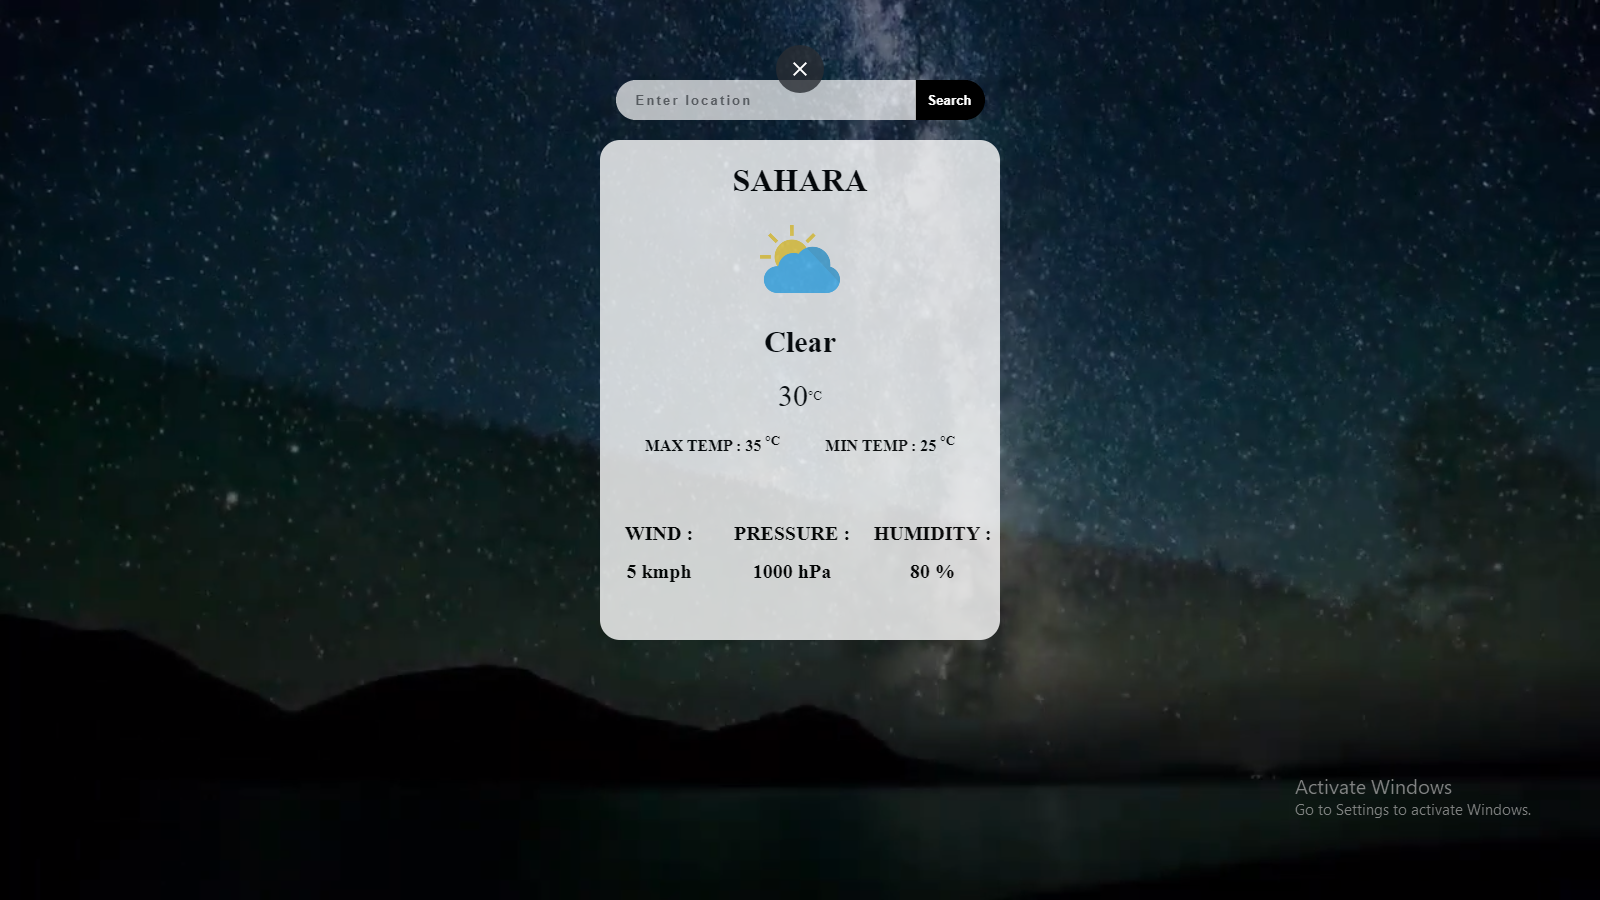 Enter location
Search
SAHARA
Clear
30°C
MAX TEMP : 35 °C MIN TEMP : 25 °C
WIND : PRESSURE : HUMIDITY :
5 kmph 1000 hPa 80 %
Activate Windows
Go to Settings to activate Windows.